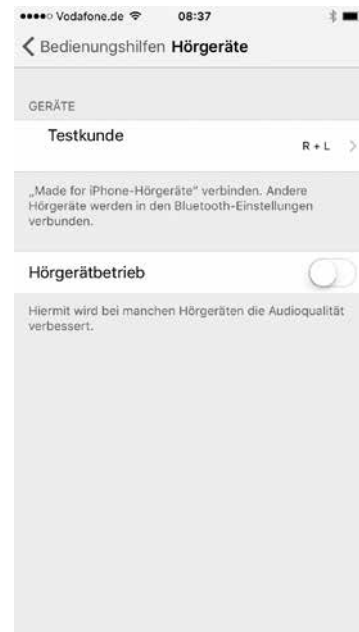 Vodafone.de 08:37
Bedienungshilfen Hörgeräte
GERÄTE
Testkunde
R + L
„Made for iPhone-Hörgeräte“ verbinden. Andere
Hörgeräte werden in den Bluetooth-Einstellungen
verbunden.
Hörgerätbetrieb
Hiermit wird bei manchen Hörgeräten die Audioqualität
verbessert.